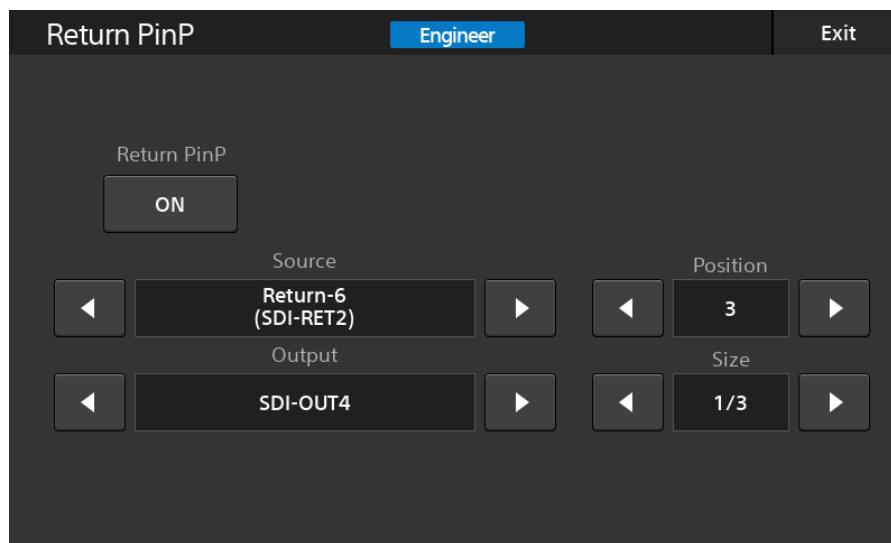 Return PinP
Engineer
Exit
Return PinP
ON
Source
Position
Return-6
(SDI-RET2)
3
Output
Size
SDI-OUT4
1/3